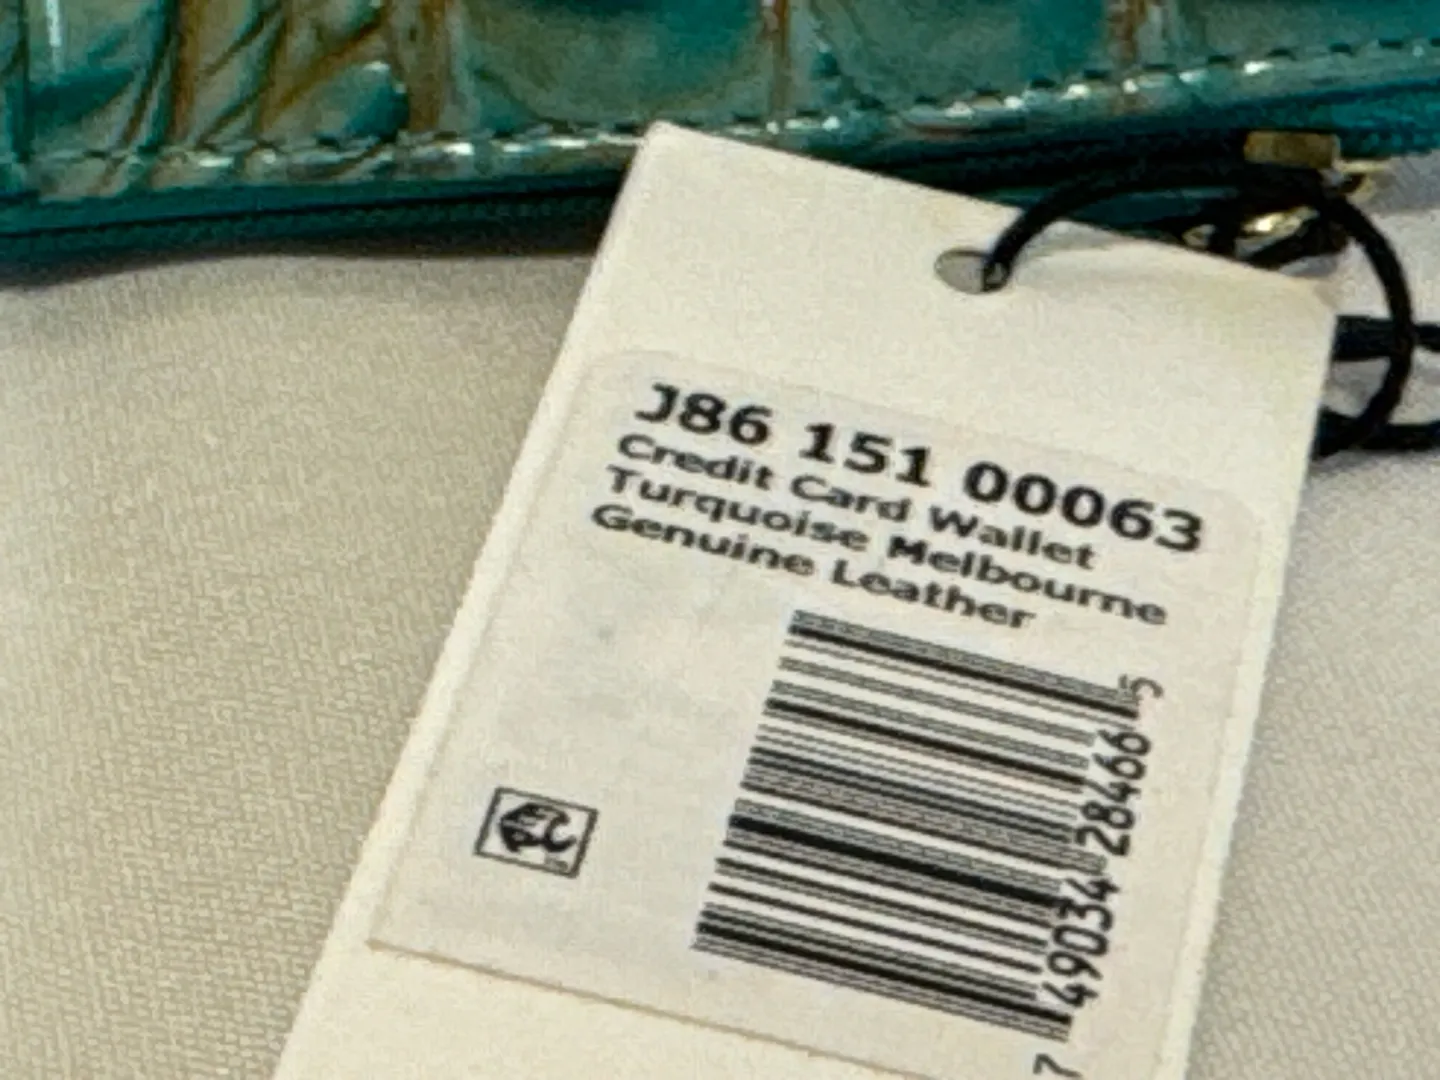 J86 151 00063
Credit Card Wallet
Turquoise Melbourne
Genuine Leather
7 49034 28466 5